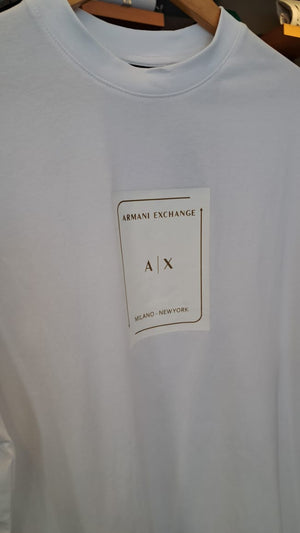 ARMANI EXCHANGE
A|X
MILANO - NEW YORK